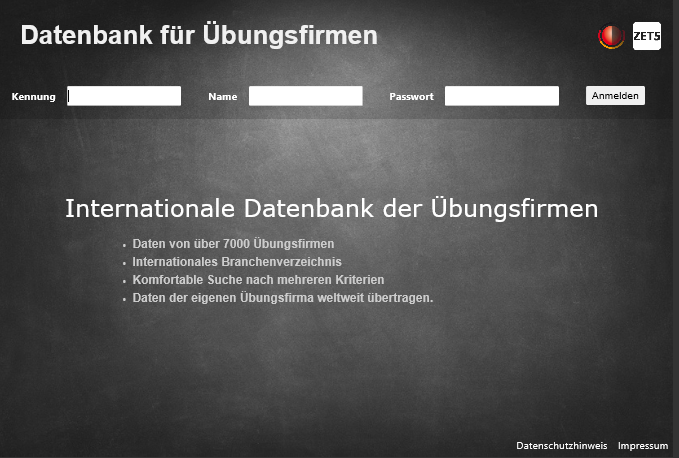 Datenbank für Übungsfirmen
ZET5
Kennung Name Passwort Anmelden
Internationale Datenbank der Übungsfirmen
• Daten von über 7000 Übungsfirmen
• Internationales Branchenverzeichnis
• Komfortable Suche nach mehreren Kriterien
• Daten der eigenen Übungsfirma weltweit übertragen.
Datenschutzhinweis Impressum